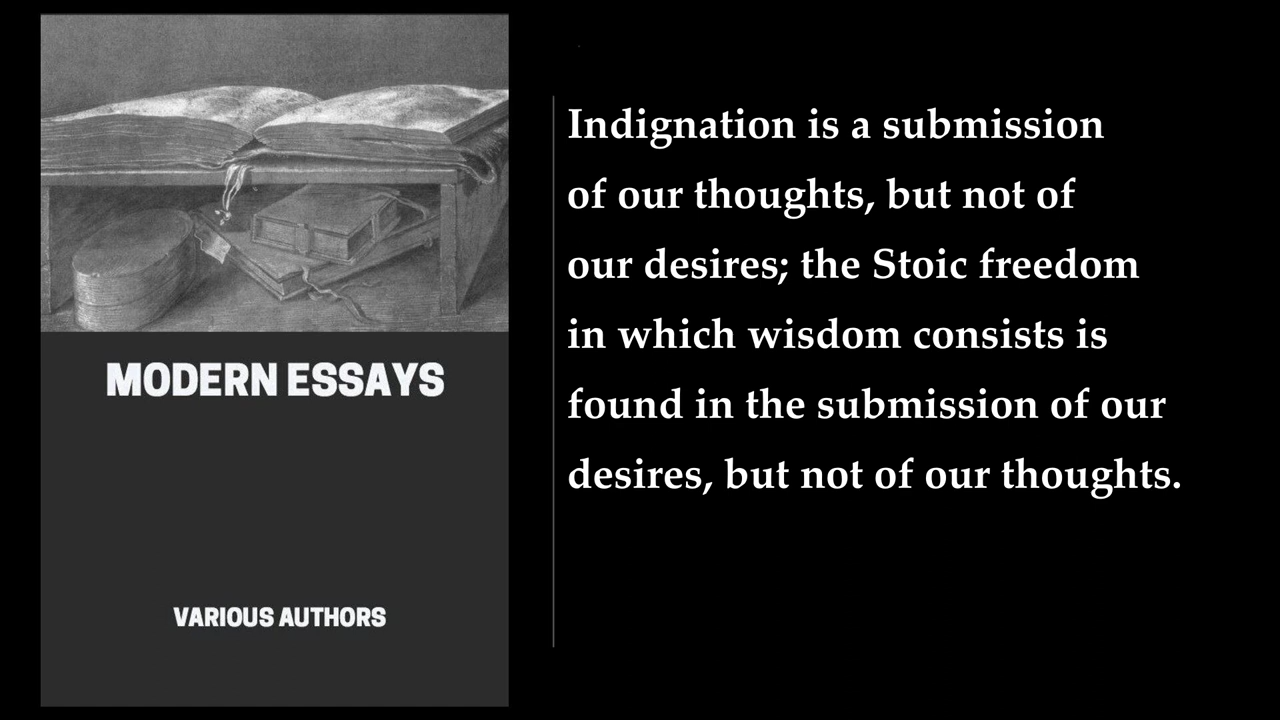 MODERN ESSAYS
VARIOUS AUTHORS
Indignation is a submission
of our thoughts, but not of
our desires; the Stoic freedom
in which wisdom consists is
found in the submission of our
desires, but not of our thoughts.